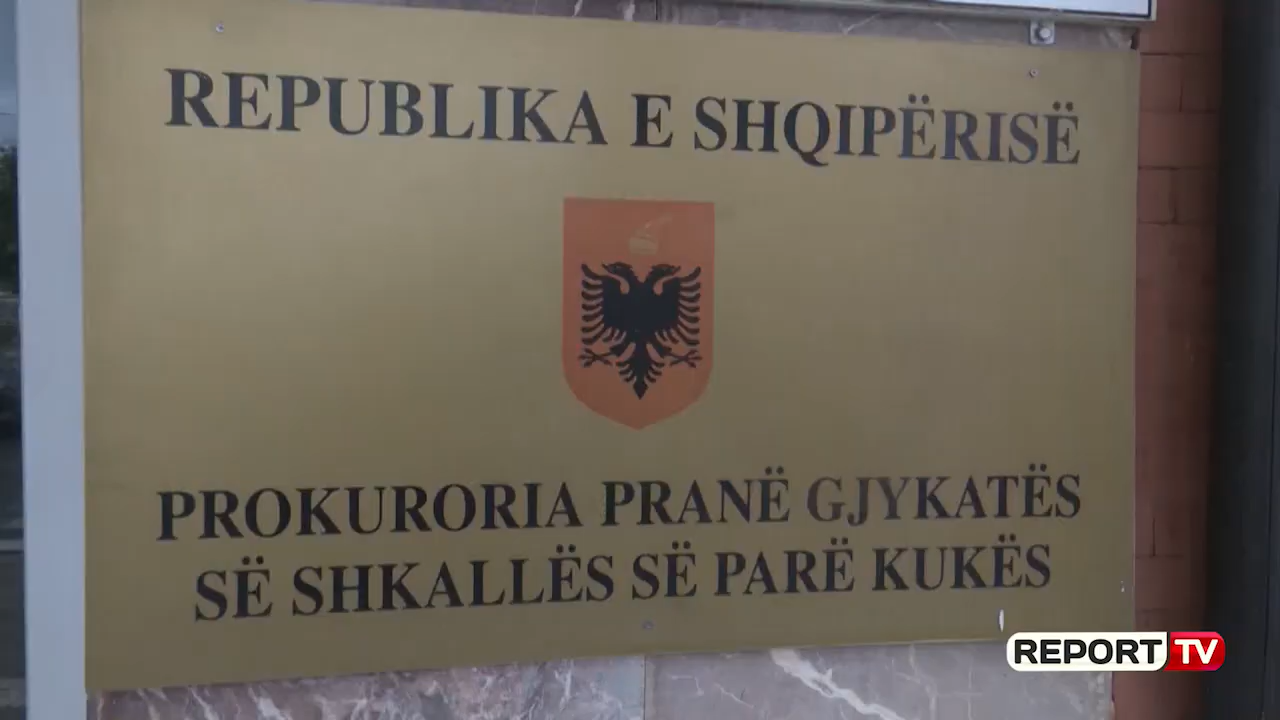 REPUBLIKA E SHQIPËRISË
PROKURORIA PRANË GJYKATËS
SË SHKALLËS SË PARË KUKËS
REPORT TV